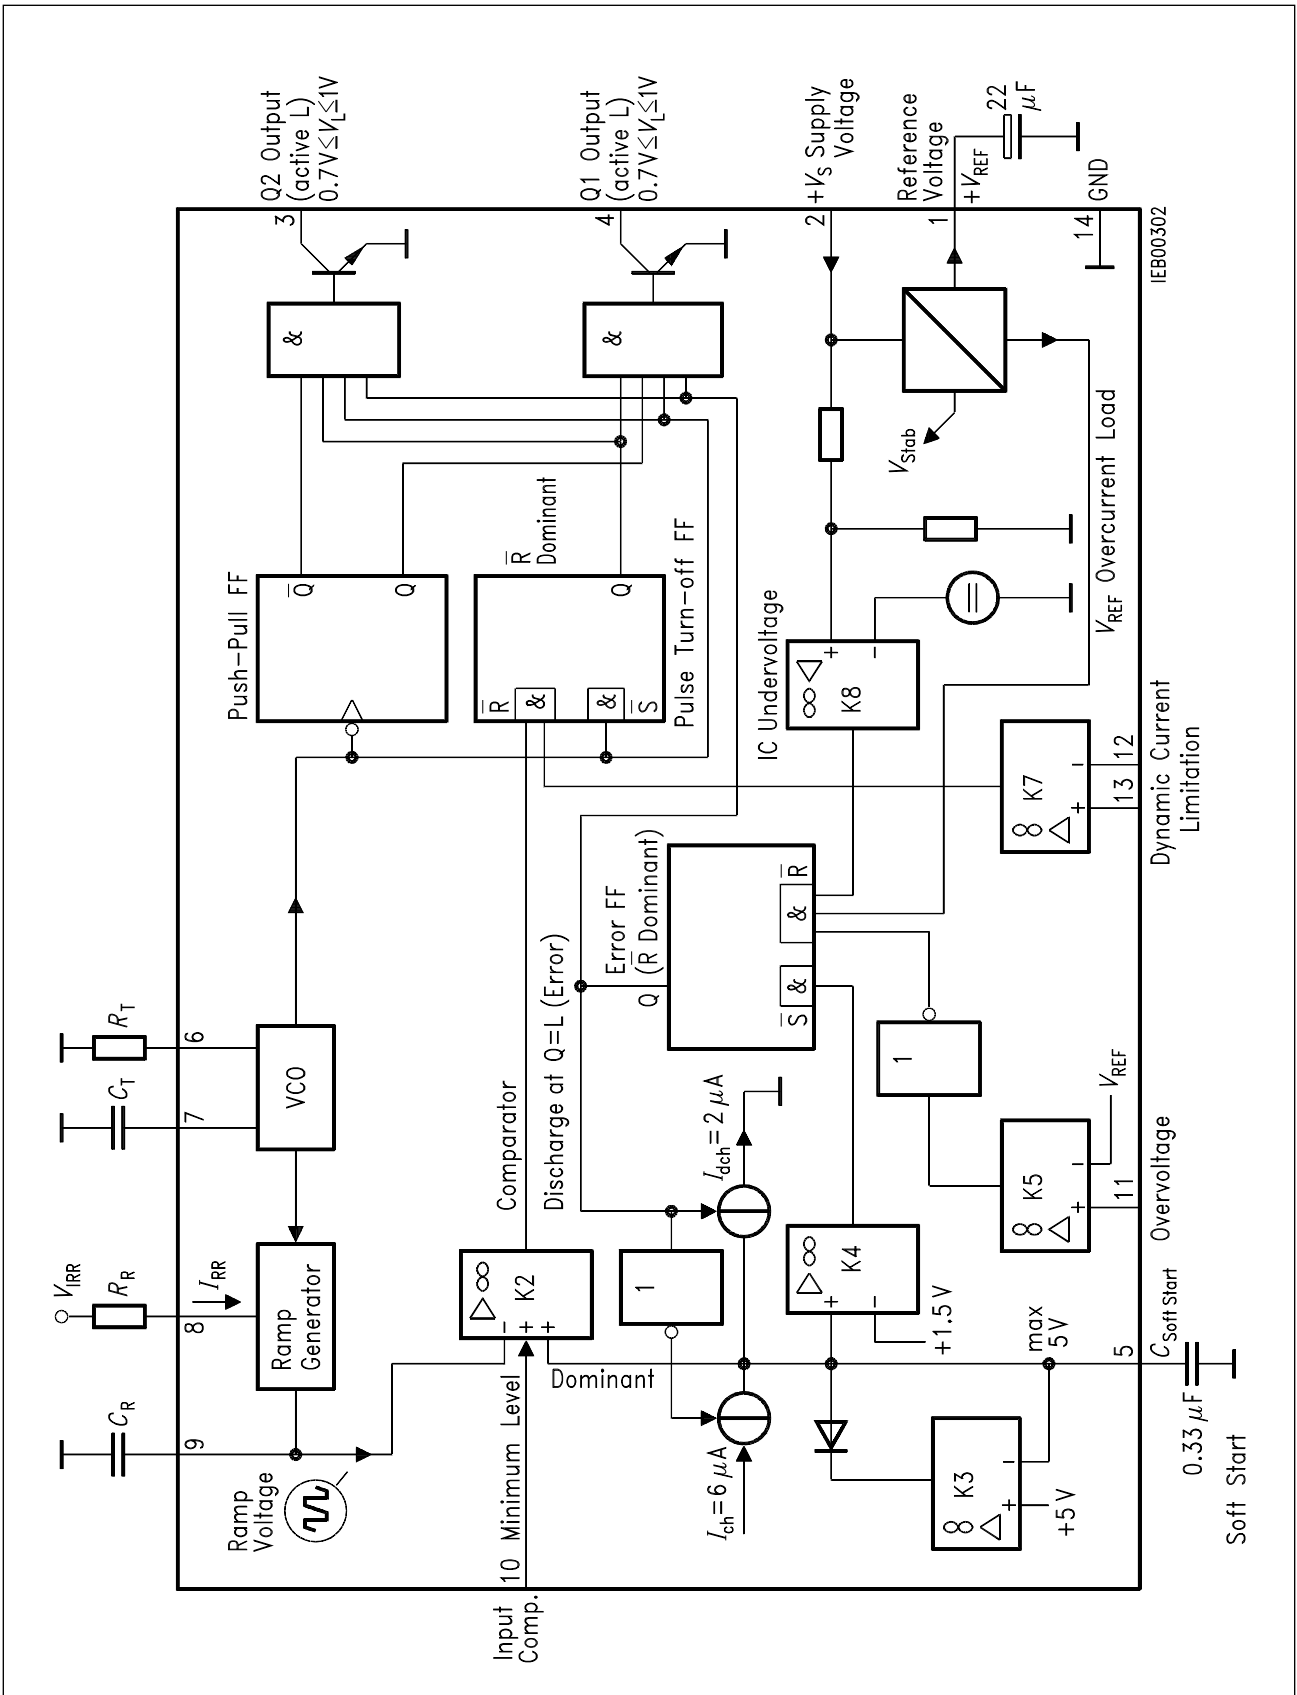 Q2 Output
(active L)
0.7V≤V_L≤1V
3
Q1 Output
(active L)
0.7V≤V_L≤1V
4
+V_S Supply
Voltage
2
Reference
Voltage
+V_REF
1
22
µF
GND
14
IEB00302
&
&
V_Stab
V_REF Overcurrent Load
Push-Pull FF
Q̅
Q
R̅
Dominant
Q
R̅
&
&
S̅
Pulse Turn-off FF
IC Undervoltage
+
−
∞
K8
K7
∞
+
−
13
12
Dynamic Current
Limitation
Error FF
(R̅ Dominant)
Q
R̅
&
S̅
&
Discharge at Q=L (Error)
Comparator
R_T
6
C_T
7
VCO
V_IRR
R_R
I_RR
8
Ramp
Generator
C_R
9
Ramp
Voltage
K2
∞
−
+
+
Dominant
10 Minimum Level
Input
Comp.
1
I_dch=2 µA
I_ch=6 µA
1
K4
∞
+
−
+1.5 V
K5
∞
+
−
V_REF
11
Overvoltage
max
5 V
5
C_Soft Start
0.33 µF
Soft Start
K3
∞
+
−
+5 V